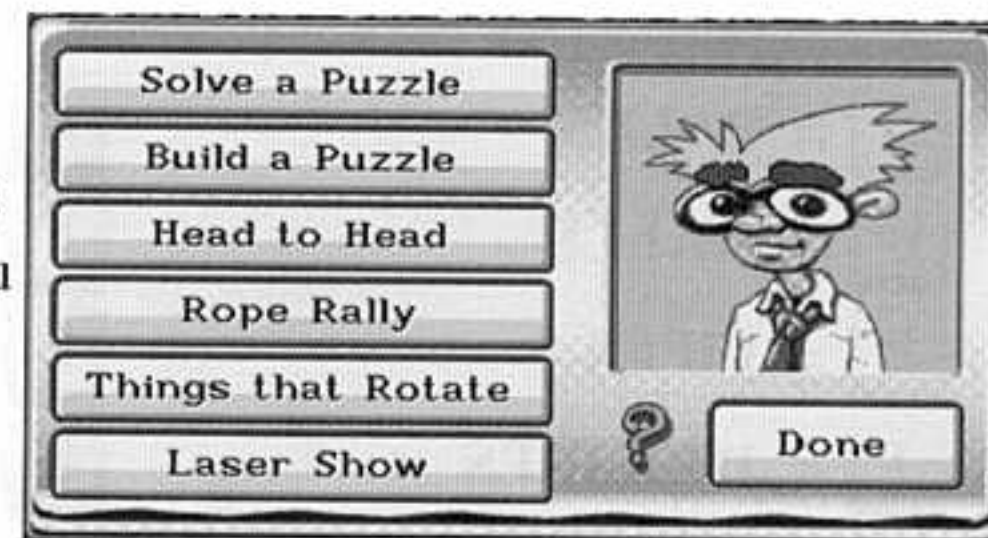 Solve a Puzzle
Build a Puzzle
Head to Head
Rope Rally
Things that Rotate
Laser Show
?
Done